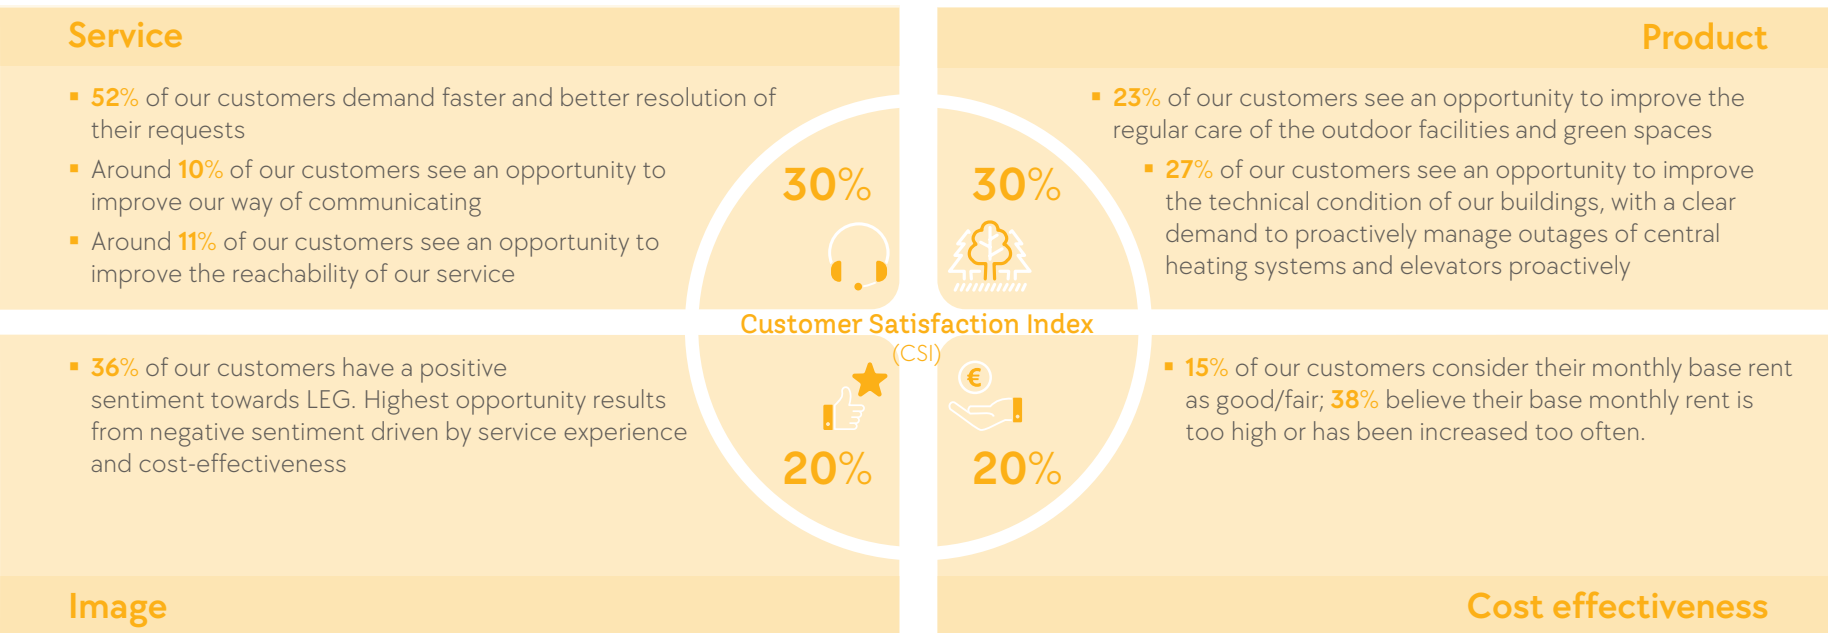 Service
▪ 52% of our customers demand faster and better resolution of
their requests
▪ Around 10% of our customers see an opportunity to
improve our way of communicating
▪ Around 11% of our customers see an opportunity to
improve the reachability of our service
30%
Product
▪ 23% of our customers see an opportunity to improve the
regular care of the outdoor facilities and green spaces
▪ 27% of our customers see an opportunity to improve
the technical condition of our buildings, with a clear
demand to proactively manage outages of central
heating systems and elevators proactively
30%
Customer Satisfaction Index
(CSI)
▪ 36% of our customers have a positive
sentiment towards LEG. Highest opportunity results
from negative sentiment driven by service experience
and cost-effectiveness
20%
Image
€
▪ 15% of our customers consider their monthly base rent
as good/fair; 38% believe their base monthly rent is
too high or has been increased too often.
20%
Cost effectiveness